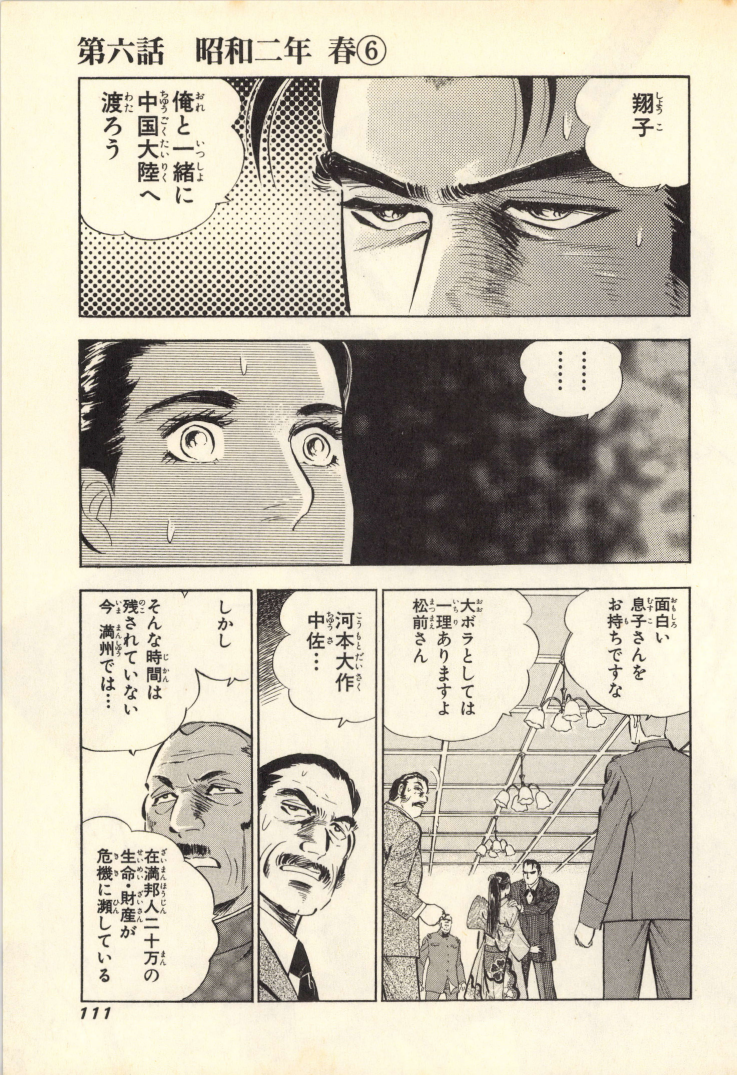 第六話　昭和二年 春⑥
翔子
俺と一緒に
中国大陸へ
渡ろう
………
………
面白い
息子さんを
お持ちですな
大ボラとしては
一理ありますよ
松前さん
河本大作
中佐…
しかし
そんな時間は
残されていない
今 満州では…
在満邦人二十万の
生命・財産が
危機に瀕している
111